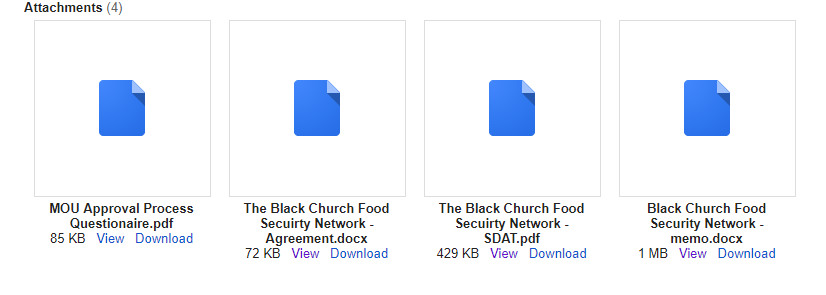 Attachments (4)
MOU Approval Process
Questionaire.pdf
85 KB View Download
The Black Church Food
Secuirty Network -
Agreement.docx
72 KB View Download
The Black Church Food
Secuirty Network -
SDAT.pdf
429 KB View Download
Black Church Food
Security Network -
memo.docx
1 MB View Download